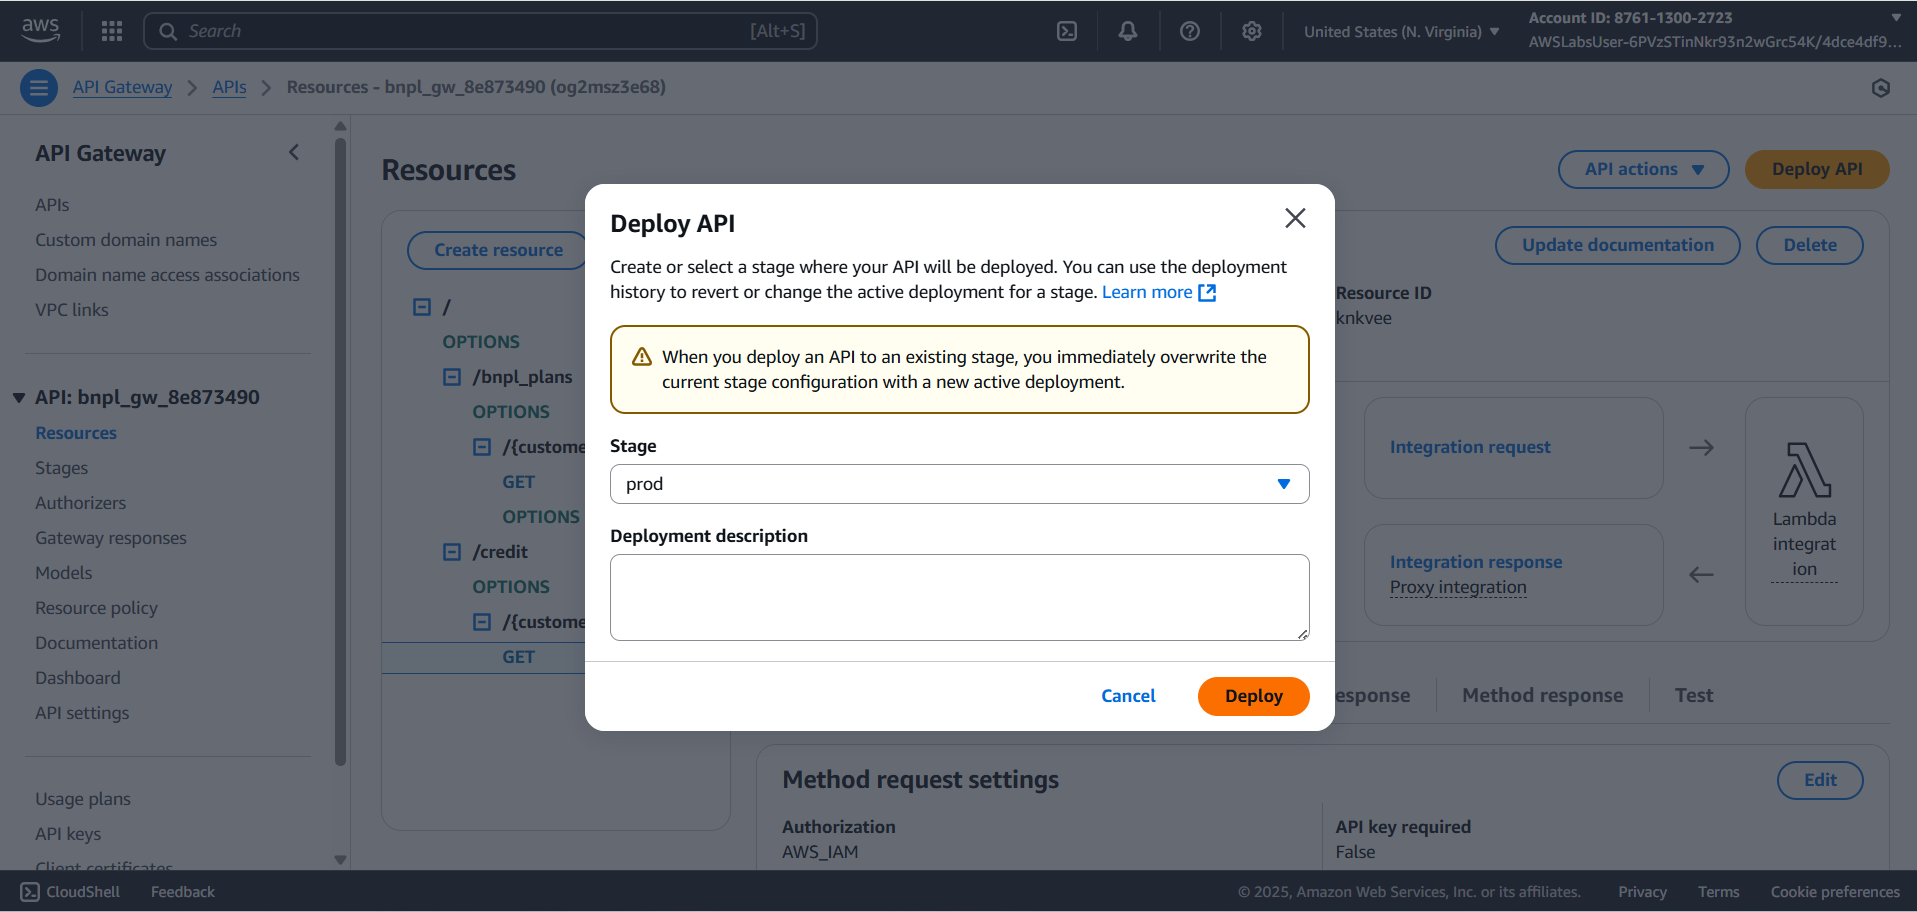 aws
Search
[Alt+S]
United States (N. Virginia)
Account ID: 8761-1300-2723
AWSLabsUser-6PVzSTinNkr93n2wGrc54K/4dce4df9...
API Gateway
APIs
Resources - bnpl_gw_8e873490 (og2msz3e68)
API Gateway
APIs
Custom domain names
Domain name access associations
VPC links
API: bnpl_gw_8e873490
Resources
Stages
Authorizers
Gateway responses
Models
Resource policy
Documentation
Dashboard
API settings
Usage plans
API keys
Client certificates
Resources
API actions
Deploy API
Create resource
/
OPTIONS
/bnpl_plans
OPTIONS
/{custome
GET
OPTIONS
/credit
OPTIONS
/{custome
GET
Update documentation
Delete
Resource ID
knkvee
Integration request
Integration response
Proxy integration
Lambda
integrat
ion
esponse
Method response
Test
Method request settings
Edit
Authorization
AWS_IAM
API key required
False
Deploy API
Create or select a stage where your API will be deployed. You can use the deployment
history to revert or change the active deployment for a stage. Learn more
When you deploy an API to an existing stage, you immediately overwrite the
current stage configuration with a new active deployment.
Stage
prod
Deployment description
Cancel
Deploy
CloudShell
Feedback
© 2025, Amazon Web Services, Inc. or its affiliates.
Privacy
Terms
Cookie preferences